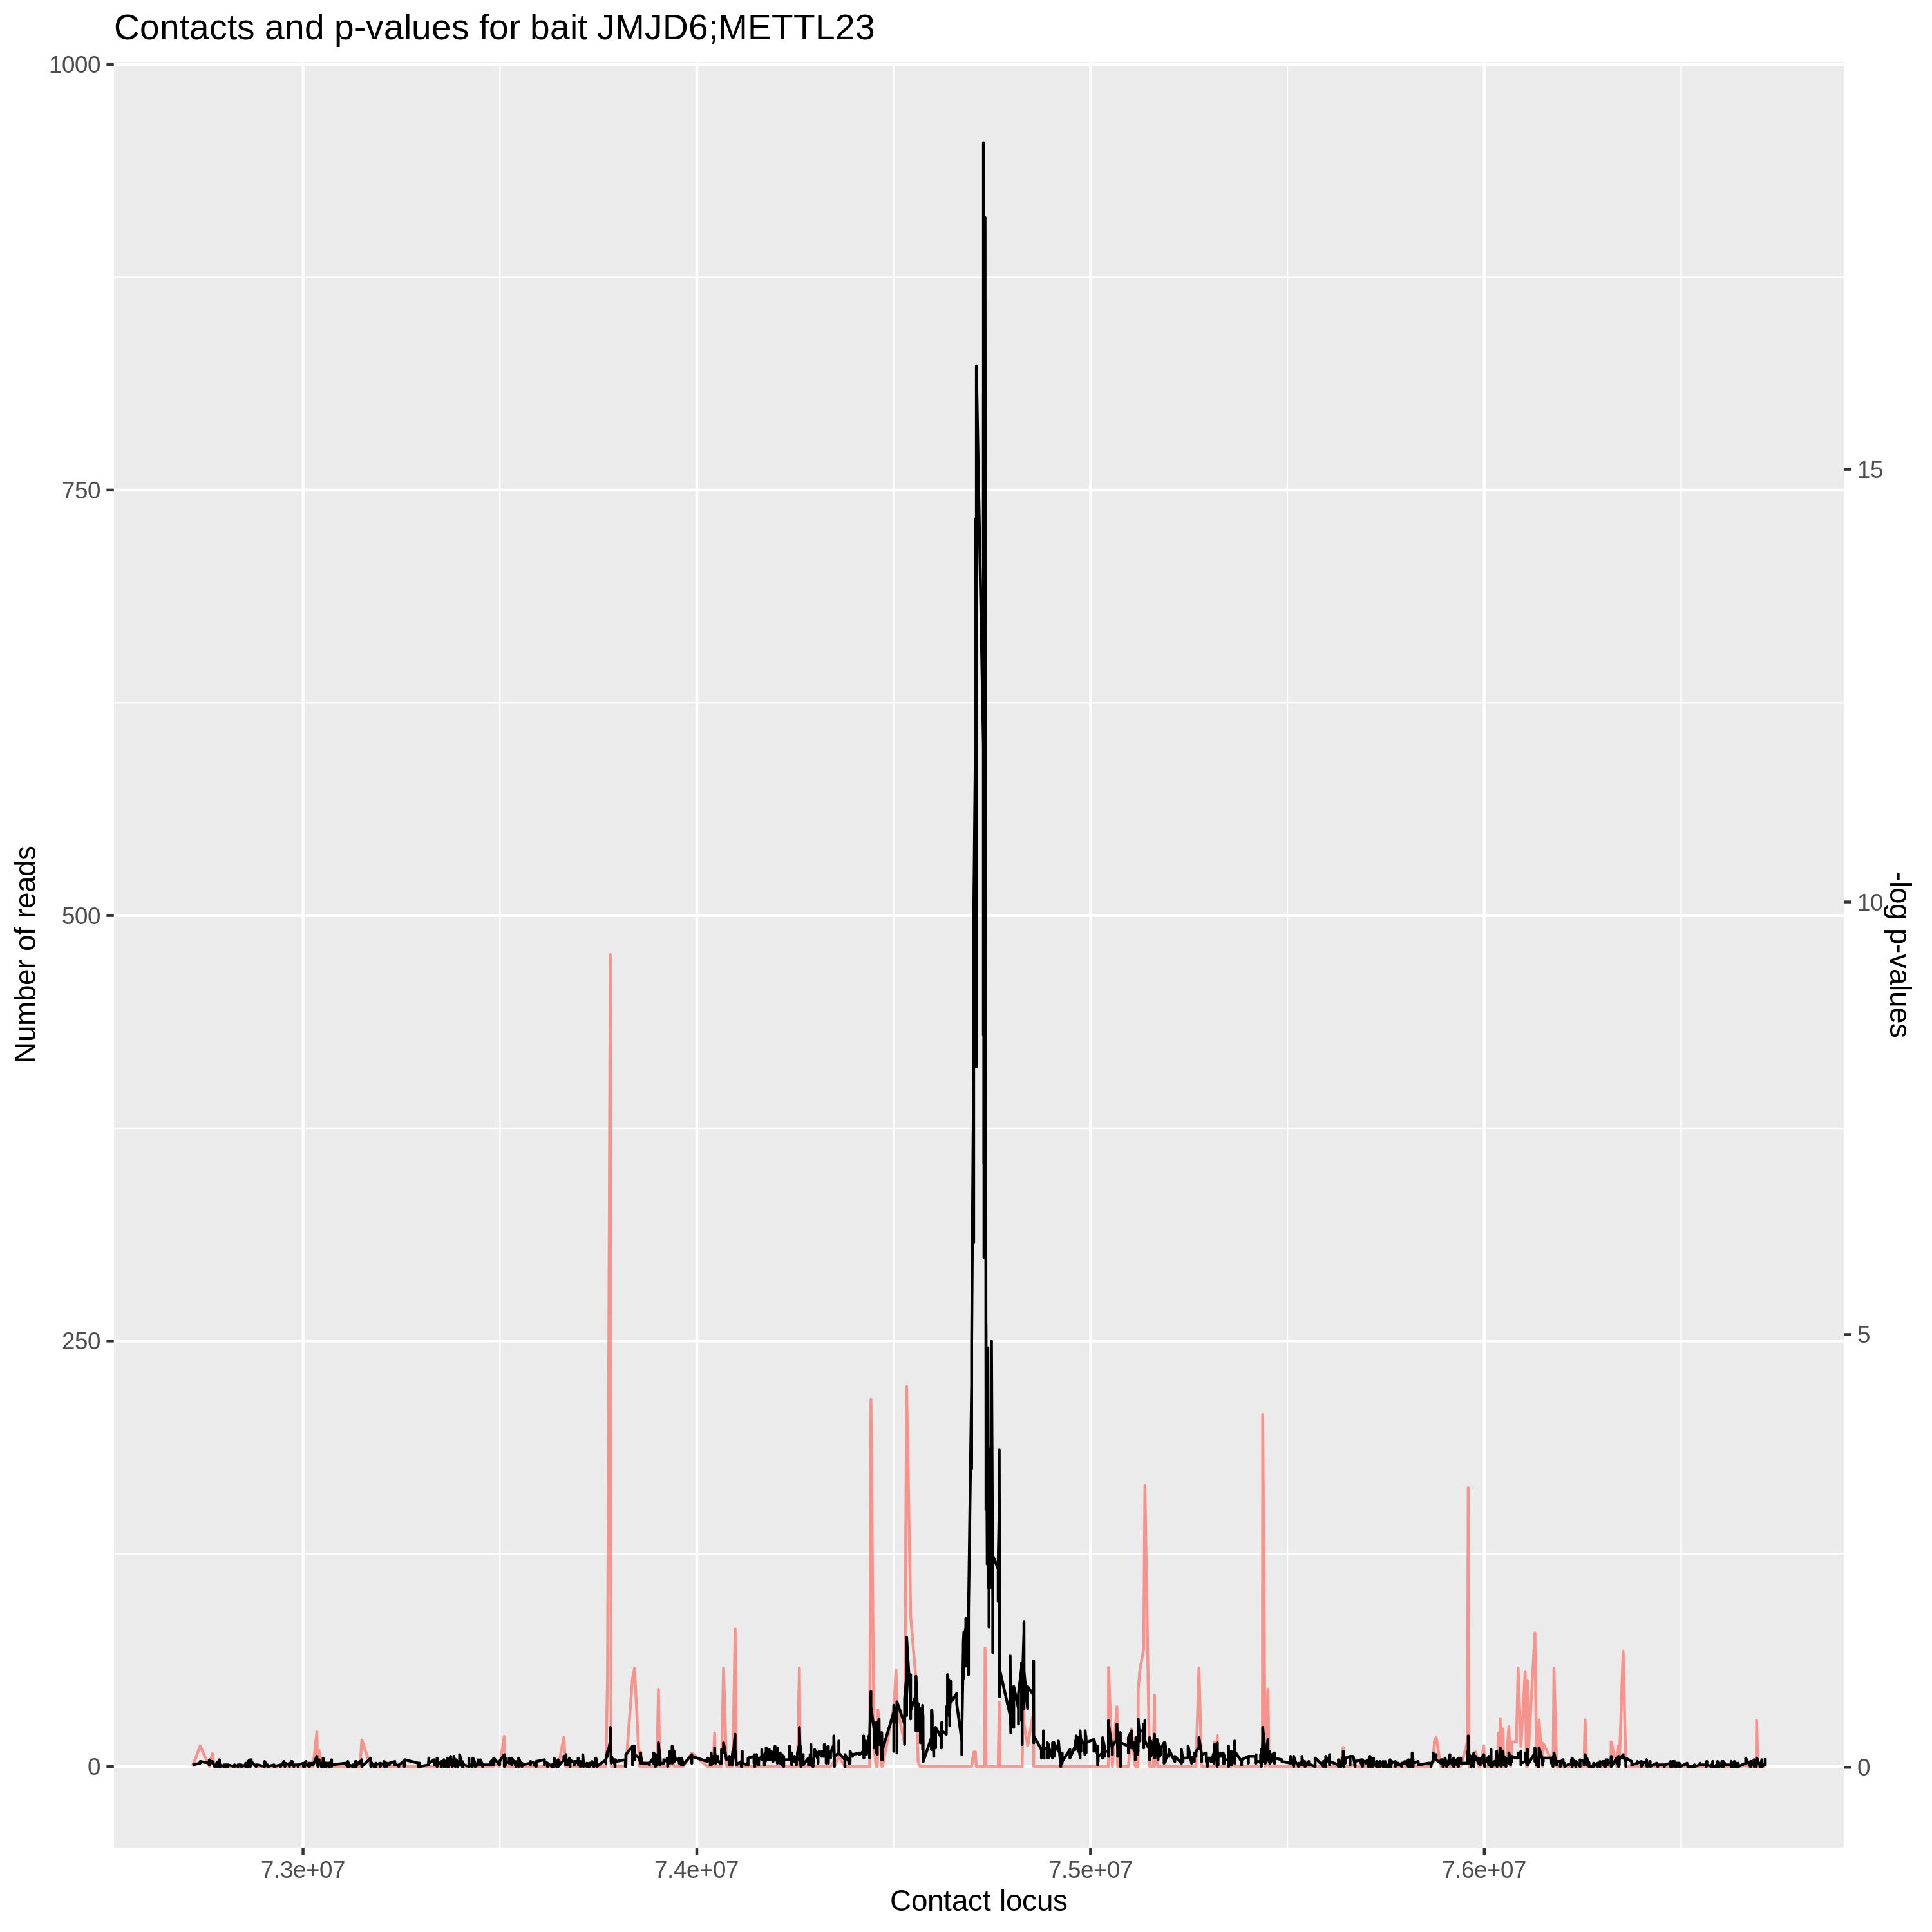 Contacts and p-values for bait JMJD6;METTL23
1000
750
500
250
0
Number of reads
15
10
5
0
-log p-values
7.3e+07 7.4e+07 7.5e+07 7.6e+07
Contact locus